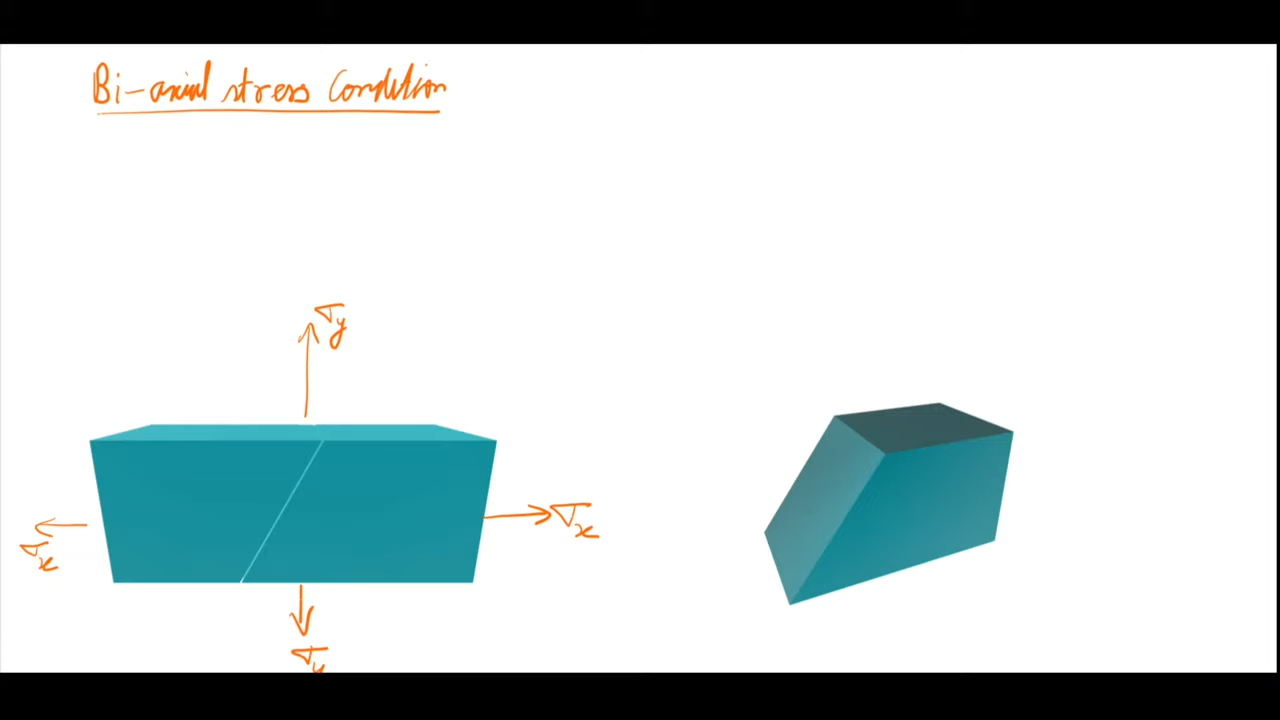 Bi-axial stress Condition
σy
σx
σx
σy